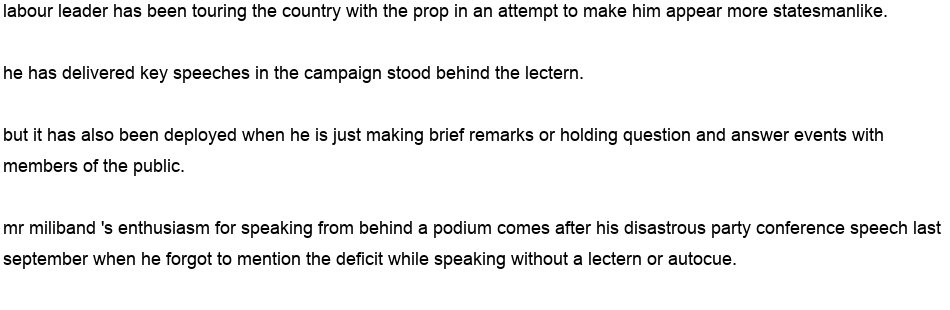 labour leader has been touring the country with the prop in an attempt to make him appear more statesmanlike.
he has delivered key speeches in the campaign stood behind the lectern.
but it has also been deployed when he is just making brief remarks or holding question and answer events with
members of the public.
mr miliband 's enthusiasm for speaking from behind a podium comes after his disastrous party conference speech last
september when he forgot to mention the deficit while speaking without a lectern or autocue.